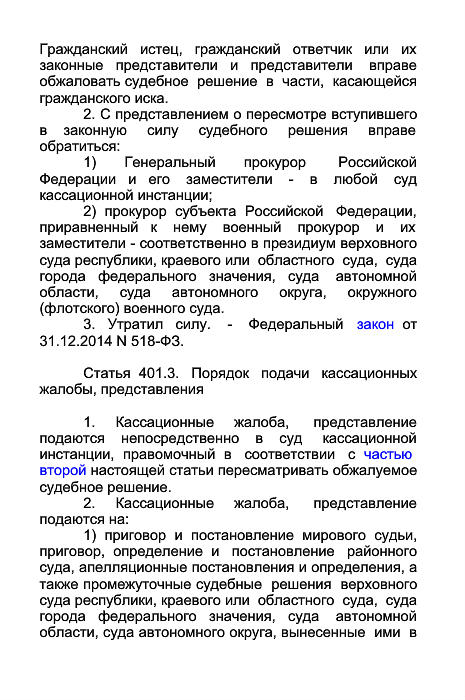 Гражданский истец, гражданский ответчик или их
законные представители и представители вправе
обжаловать судебное решение в части, касающейся
гражданского иска.
2. С представлением о пересмотре вступившего
в законную силу судебного решения вправе
обратиться:
1) Генеральный прокурор Российской
Федерации и его заместители - в любой суд
кассационной инстанции;
2) прокурор субъекта Российской Федерации,
приравненный к нему военный прокурор и их
заместители - соответственно в президиум верховного
суда республики, краевого или областного суда, суда
города федерального значения, суда автономной
области, суда автономного округа, окружного
(флотского) военного суда.
3. Утратил силу. - Федеральный закон от
31.12.2014 N 518-ФЗ.
Статья 401.3. Порядок подачи кассационных
жалобы, представления
1. Кассационные жалоба, представление
подаются непосредственно в суд кассационной
инстанции, правомочный в соответствии с частью
второй настоящей статьи пересматривать обжалуемое
судебное решение.
2. Кассационные жалоба, представление
подаются на:
1) приговор и постановление мирового судьи,
приговор, определение и постановление районного
суда, апелляционные постановления и определения, а
также промежуточные судебные решения верховного
суда республики, краевого или областного суда, суда
города федерального значения, суда автономной
области, суда автономного округа, вынесенные ими в